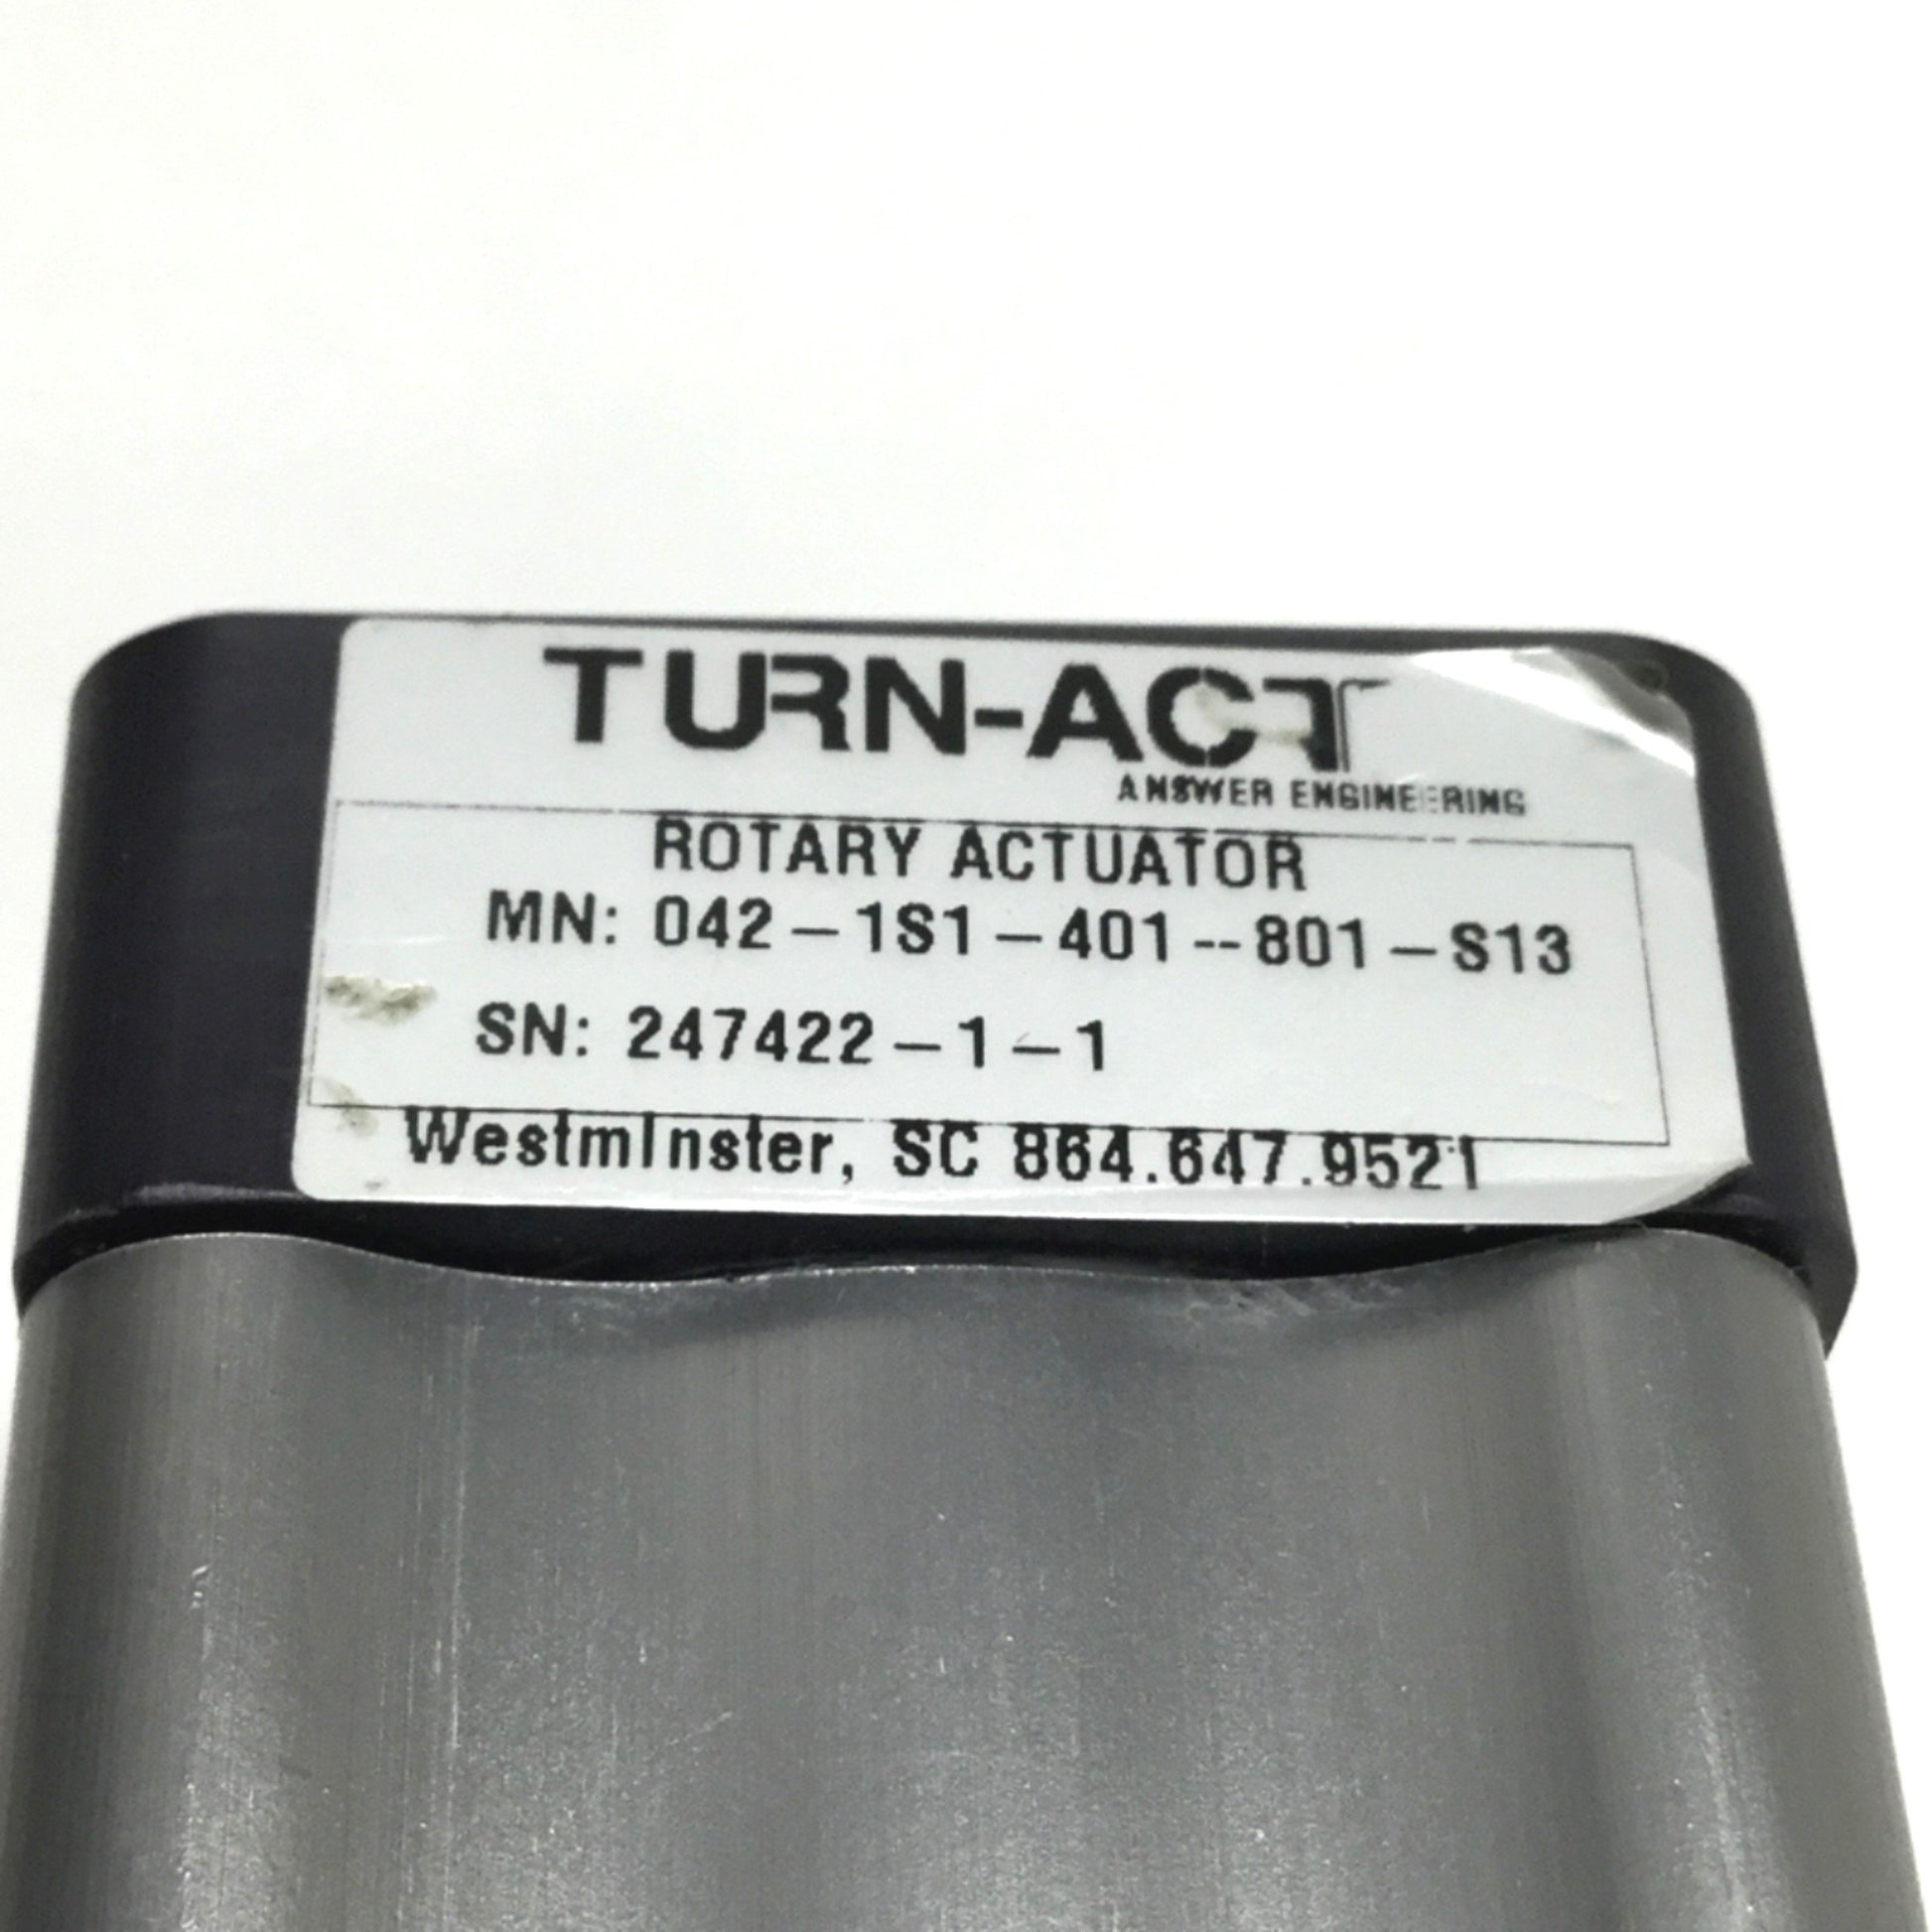 TURN-ACT
ANSWER ENGINEERING
ROTARY ACTUATOR
MN: 042-1S1-401--801-S13
SN: 247422-1-1
Westminster, SC 864.647.9521